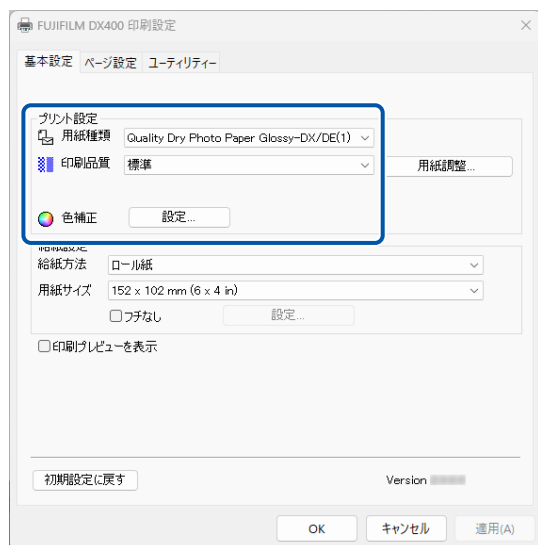 FUJIFILM DX400 印刷設定
基本設定 ページ設定 ユーティリティー
プリント設定
用紙種類 Quality Dry Photo Paper Glossy-DX/DE(1)
印刷品質 標準 用紙調整...
色補正 設定...
給紙設定
給紙方法 ロール紙
用紙サイズ 152 x 102 mm (6 x 4 in)
フチなし 設定...
印刷プレビューを表示
初期設定に戻す Version
OK キャンセル 適用(A)